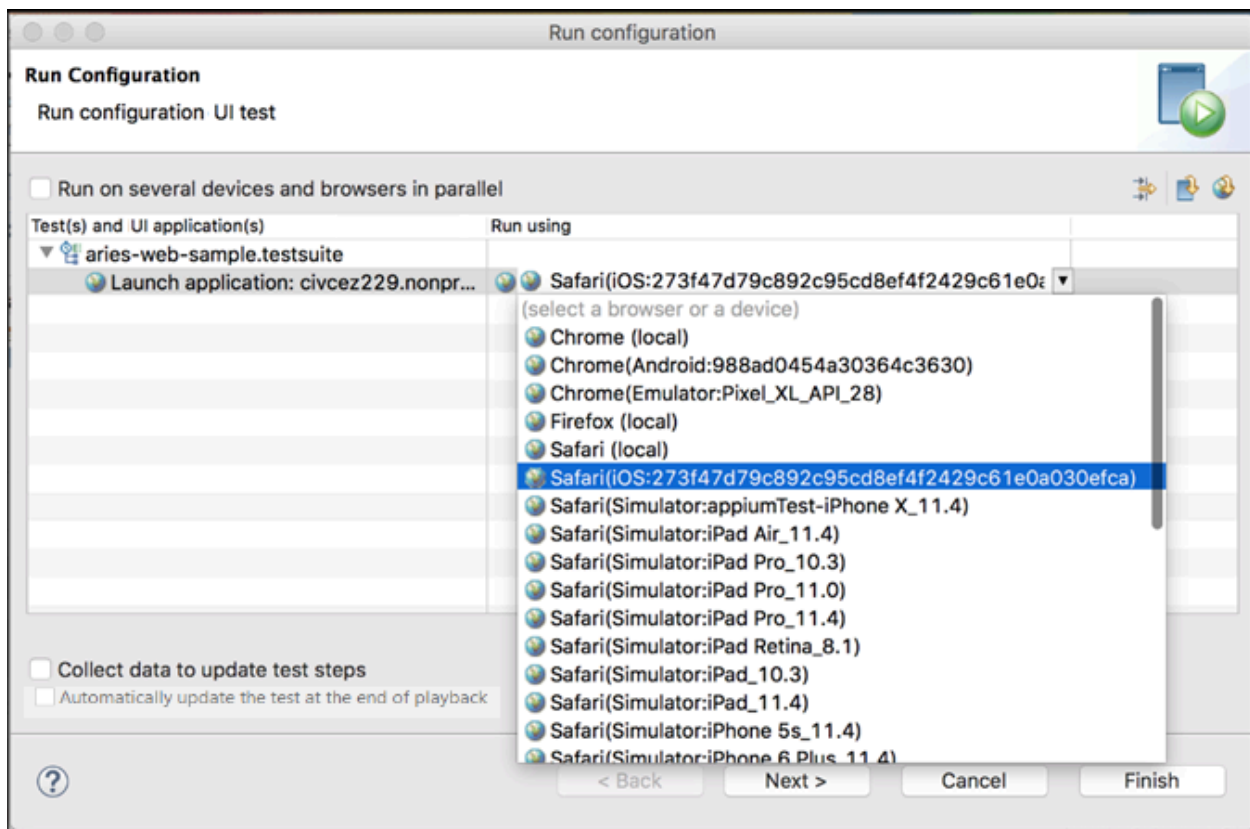 Run configuration
Run Configuration
Run configuration UI test
Run on several devices and browsers in parallel
Test(s) and UI application(s) Run using
aries-web-sample.testsuite
Launch application: civcez229.nonpr... Safari(iOS:273f47d79c892c95cd8ef4f2429c61e0a
(select a browser or a device)
Chrome (local)
Chrome(Android:988ad0454a30364c3630)
Chrome(Emulator:Pixel_XL_API_28)
Firefox (local)
Safari (local)
Safari(iOS:273f47d79c892c95cd8ef4f2429c61e0a030efca)
Safari(Simulator:appiumTest-iPhone X_11.4)
Safari(Simulator:iPad Air_11.4)
Safari(Simulator:iPad Pro_10.3)
Safari(Simulator:iPad Pro_11.0)
Safari(Simulator:iPad Pro_11.4)
Safari(Simulator:iPad Retina_8.1)
Safari(Simulator:iPad_10.3)
Safari(Simulator:iPad_11.4)
Safari(Simulator:iPhone 5s_11.4)
Safari(Simulator:iPhone 6 Plus_11.4)
Collect data to update test steps
Automatically update the test at the end of playback
? < Back Next > Cancel Finish